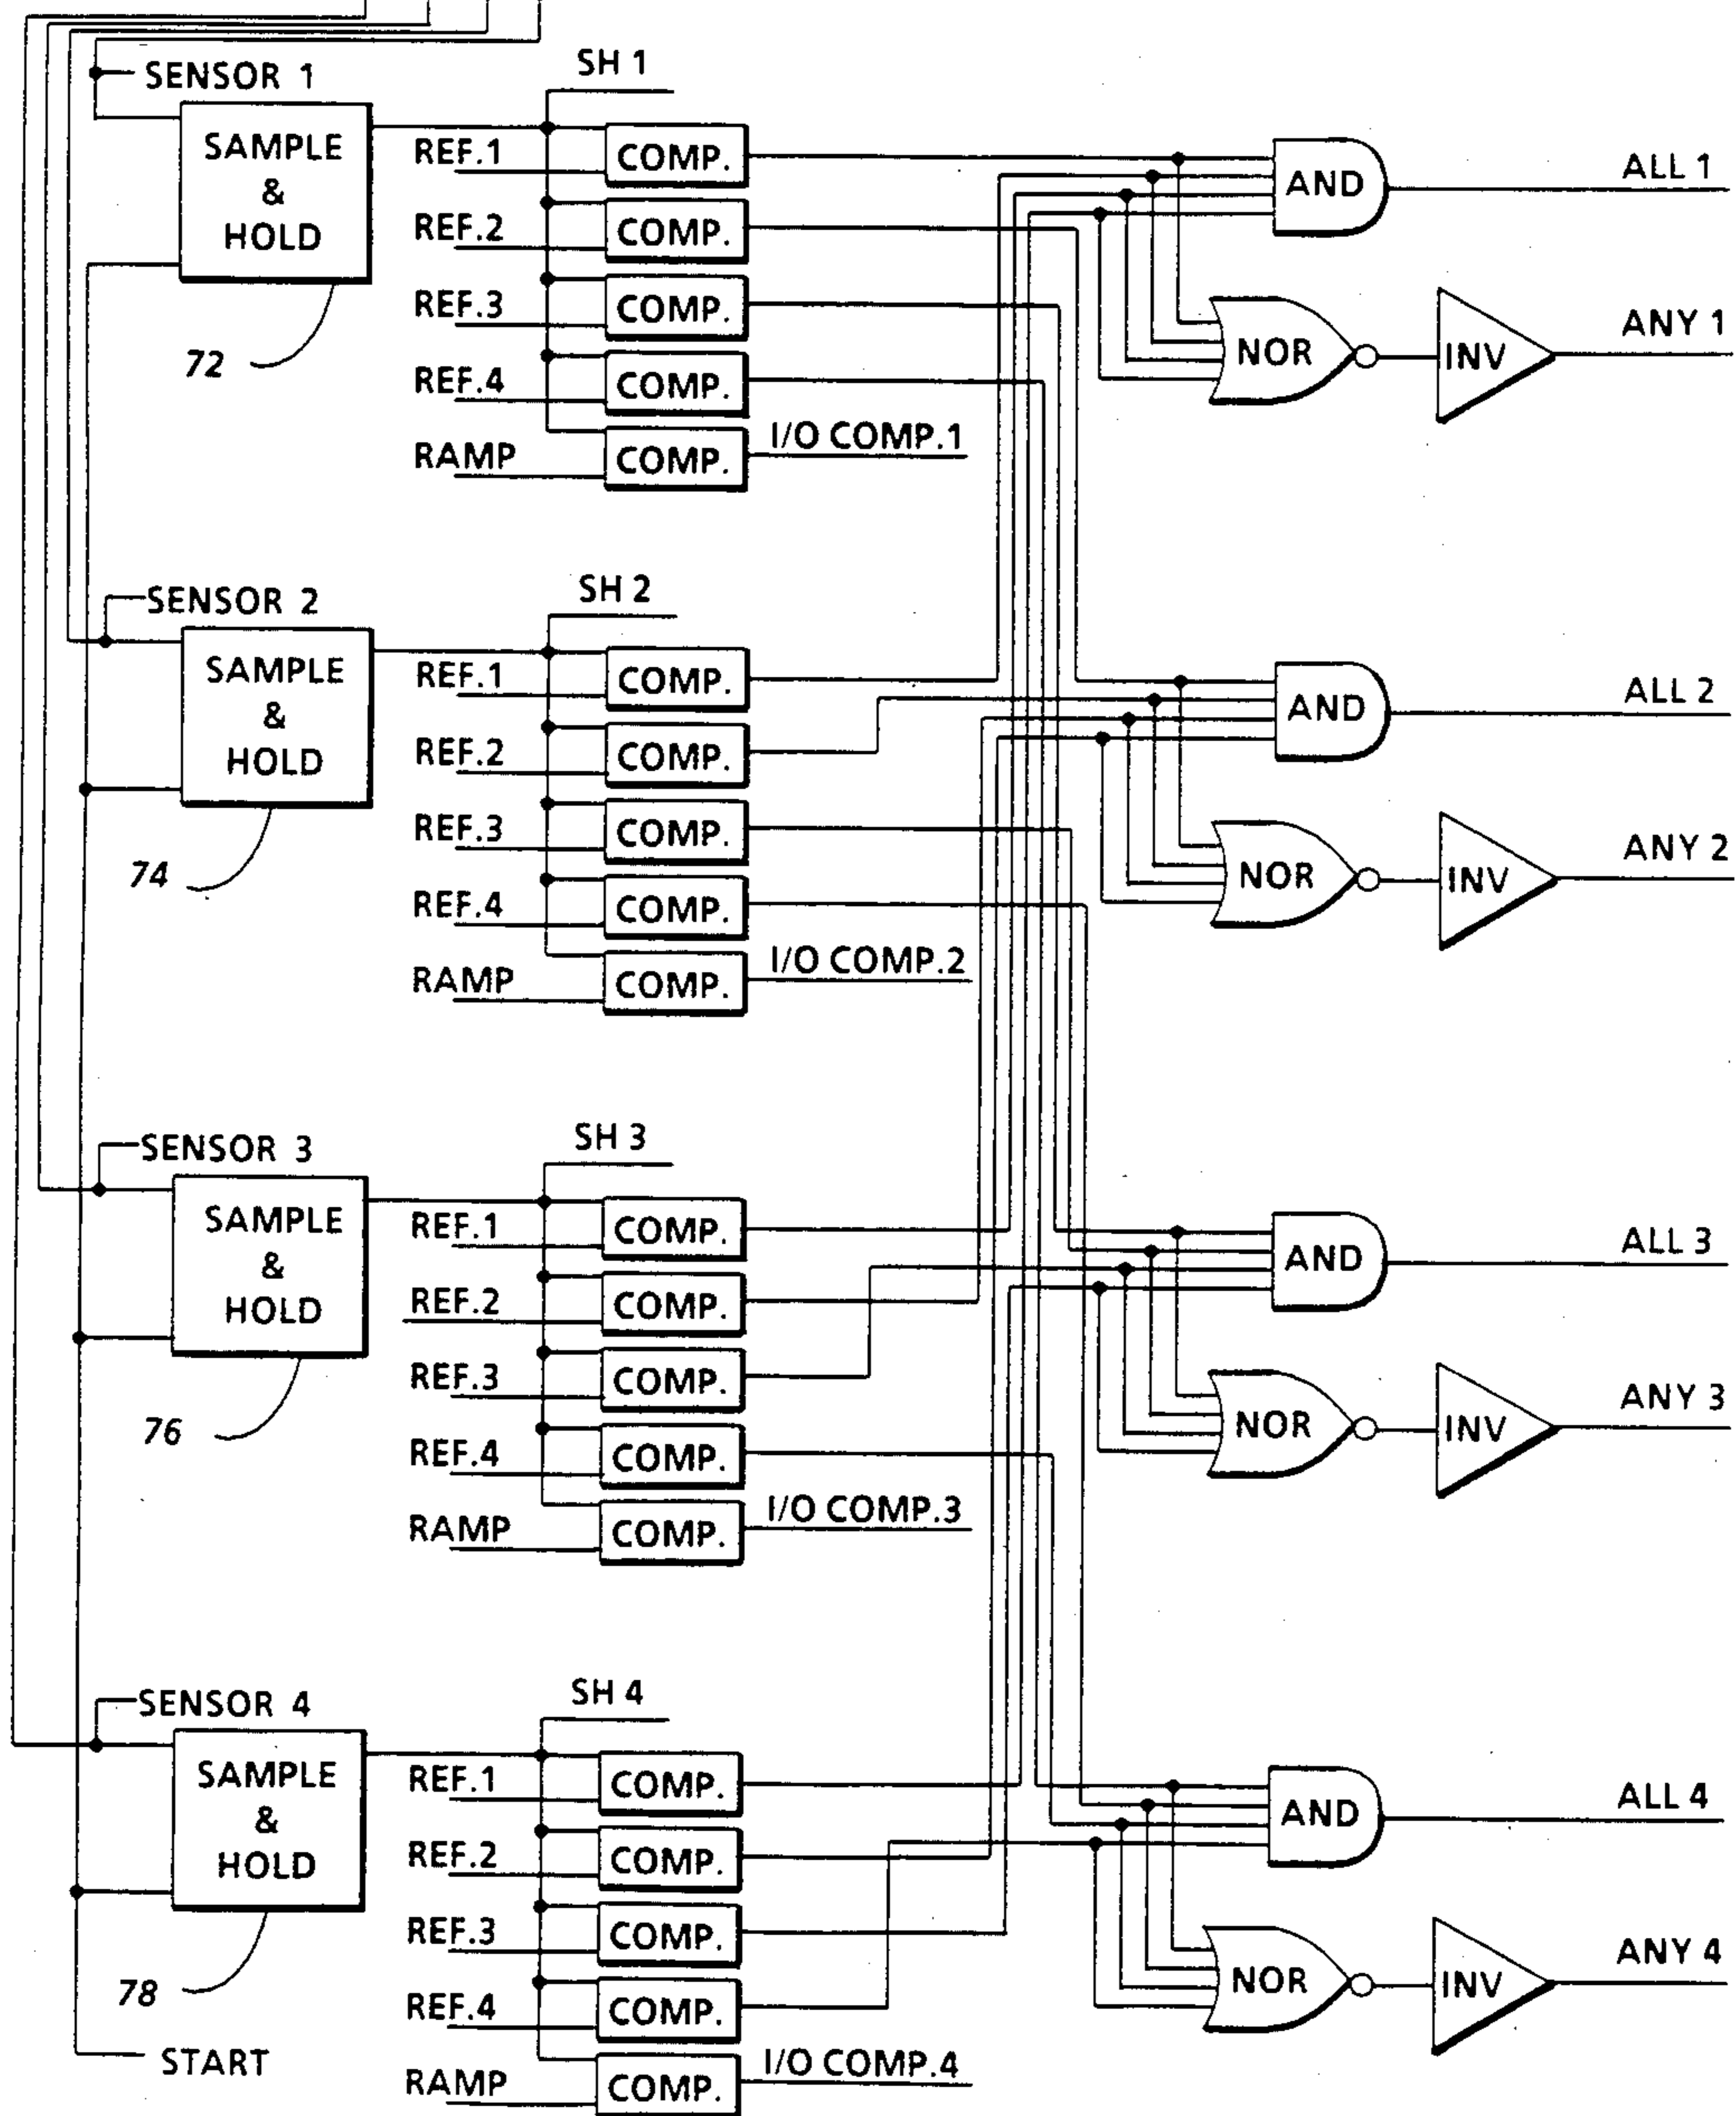 SENSOR 1
SH 1
SAMPLE
&
HOLD
72
REF.1
COMP.
REF.2
COMP.
REF.3
COMP.
REF.4
COMP.
RAMP
COMP.
I/O COMP.1
AND
ALL 1
NOR
INV
ANY 1
SENSOR 2
SH 2
SAMPLE
&
HOLD
74
REF.1
COMP.
REF.2
COMP.
REF.3
COMP.
REF.4
COMP.
RAMP
COMP.
I/O COMP.2
AND
ALL 2
NOR
INV
ANY 2
SENSOR 3
SH 3
SAMPLE
&
HOLD
76
REF.1
COMP.
REF.2
COMP.
REF.3
COMP.
REF.4
COMP.
RAMP
COMP.
I/O COMP.3
AND
ALL 3
NOR
INV
ANY 3
SENSOR 4
SH 4
SAMPLE
&
HOLD
78
START
REF.1
COMP.
REF.2
COMP.
REF.3
COMP.
REF.4
COMP.
RAMP
COMP.
I/O COMP.4
AND
ALL 4
NOR
INV
ANY 4